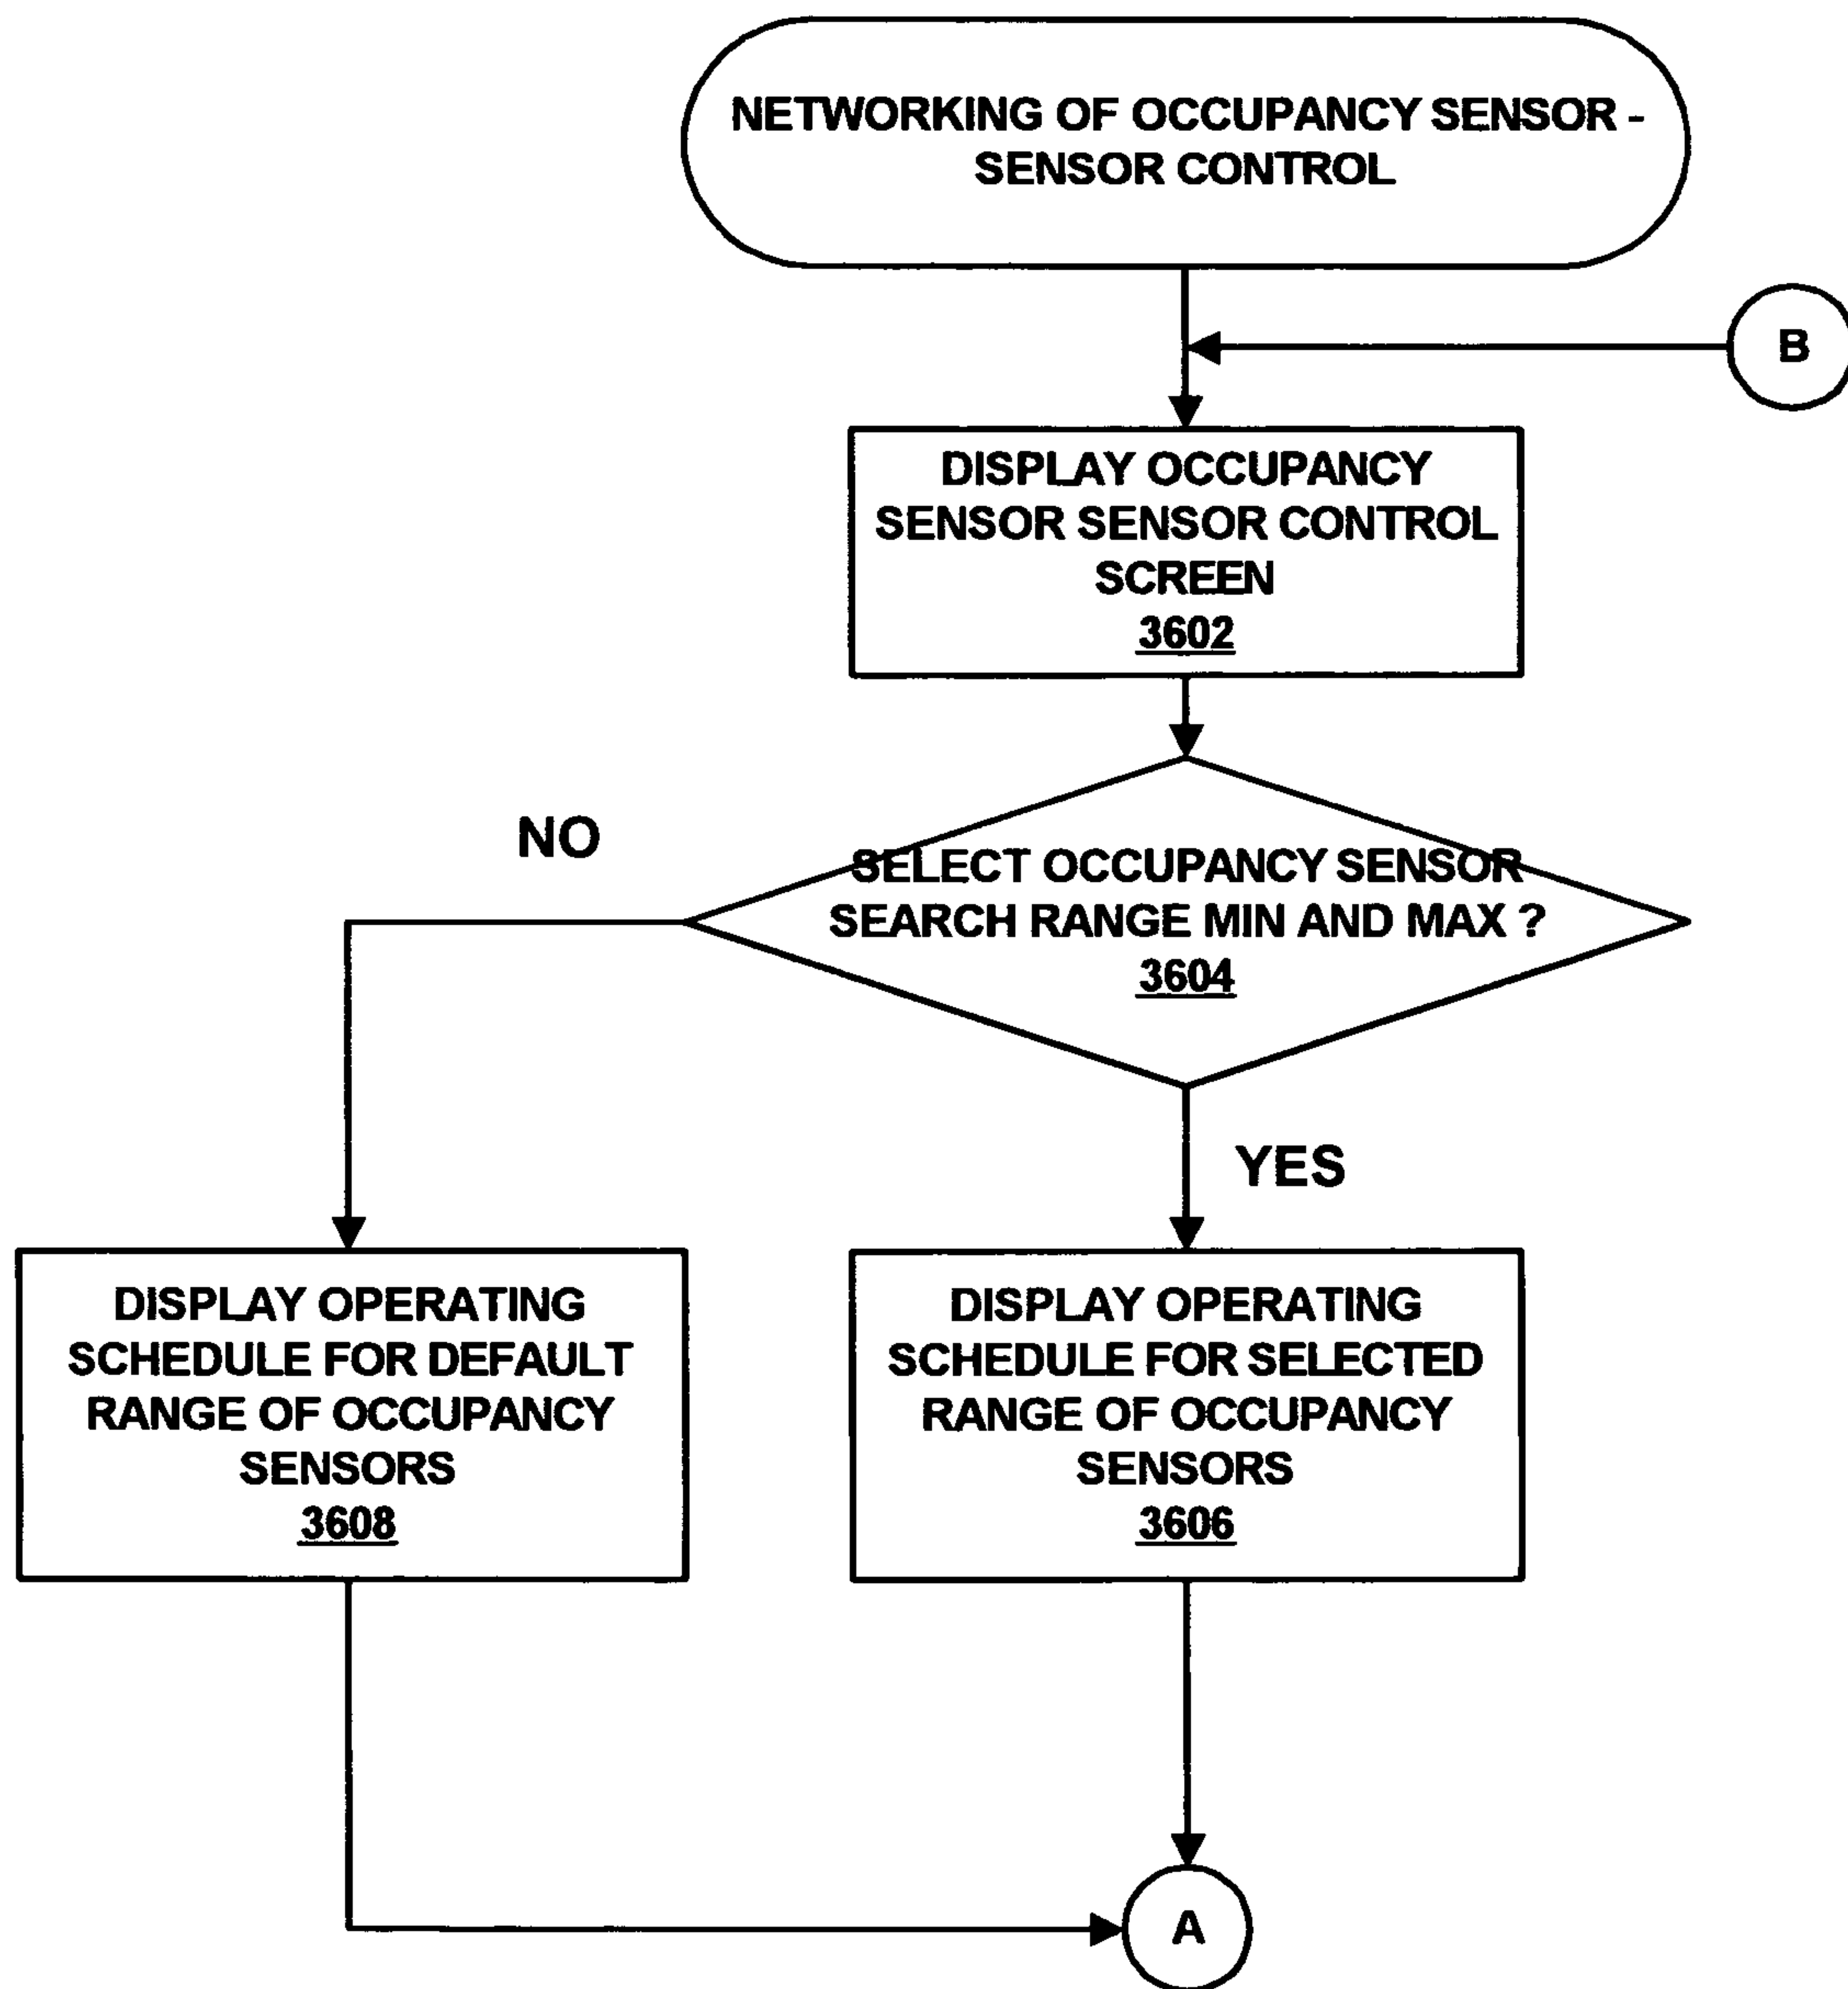 NETWORKING OF OCCUPANCY SENSOR -
SENSOR CONTROL
B
DISPLAY OCCUPANCY
SENSOR SENSOR CONTROL
SCREEN
3602
NO
SELECT OCCUPANCY SENSOR
SEARCH RANGE MIN AND MAX ?
3604
YES
DISPLAY OPERATING
SCHEDULE FOR DEFAULT
RANGE OF OCCUPANCY
SENSORS
3608
DISPLAY OPERATING
SCHEDULE FOR SELECTED
RANGE OF OCCUPANCY
SENSORS
3606
A